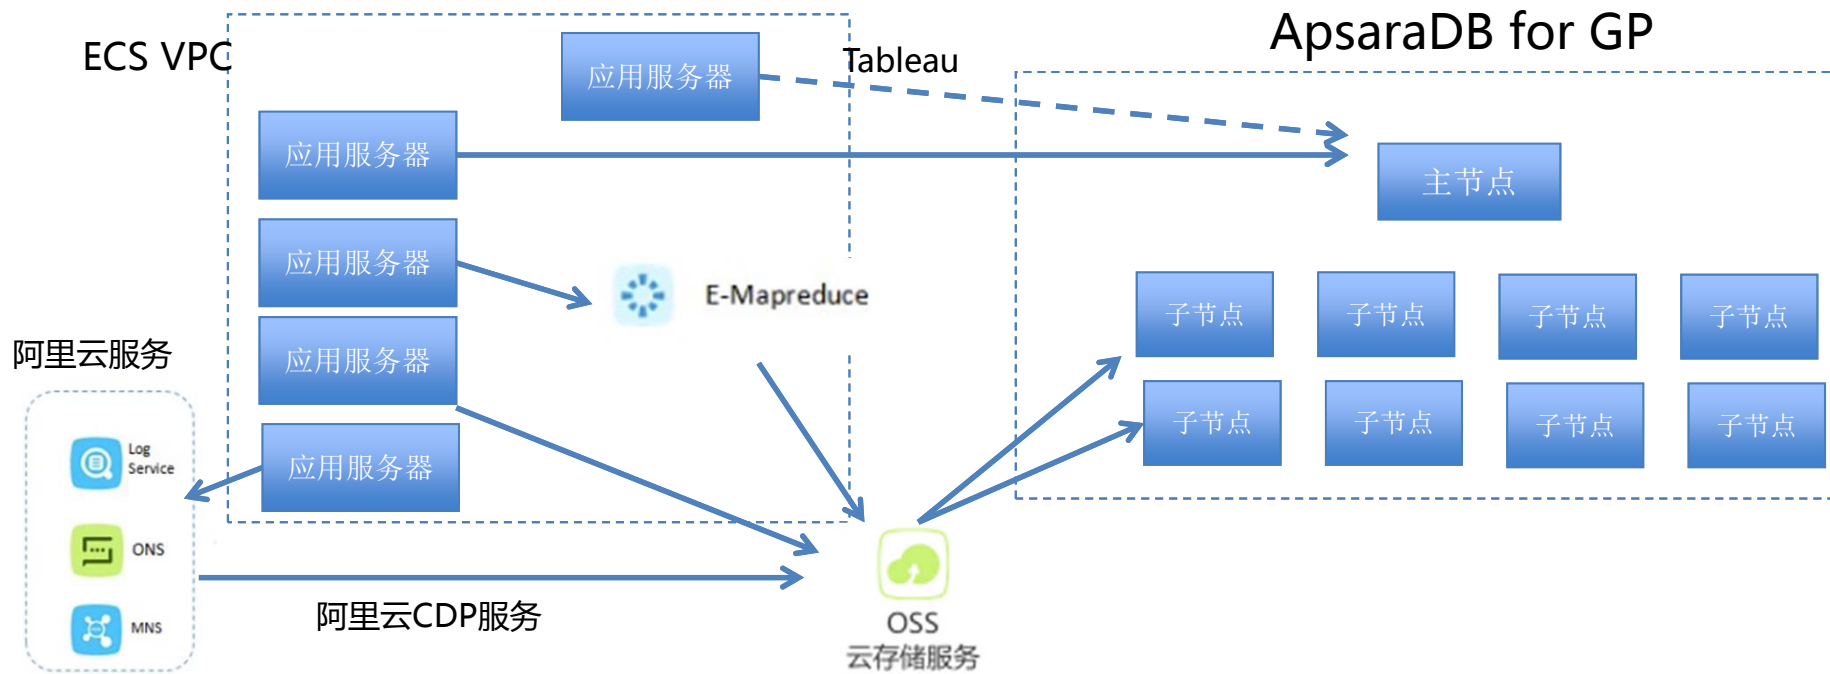 ApsaraDB for GP
ECS VPC
Tableau
应用服务器
应用服务器
主节点
应用服务器
E-Mapreduce
子节点
子节点
子节点
子节点
阿里云服务
应用服务器
子节点
子节点
子节点
子节点
应用服务器
Log
Service
ONS
MNS
阿里云CDP服务
OSS
云存储服务